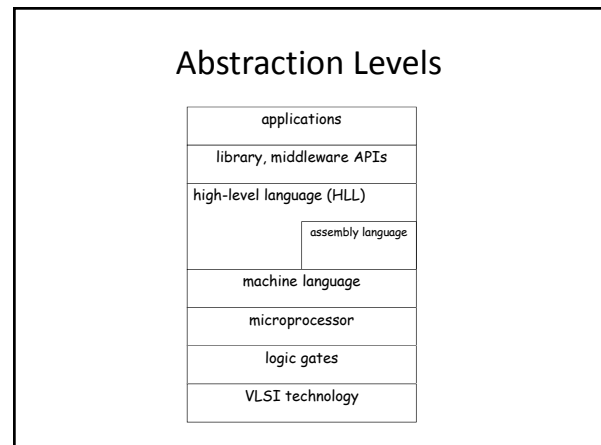 Abstraction Levels
applications
library, middleware APIs
high-level language (HLL)
assembly language
machine language
microprocessor
logic gates
VLSI technology